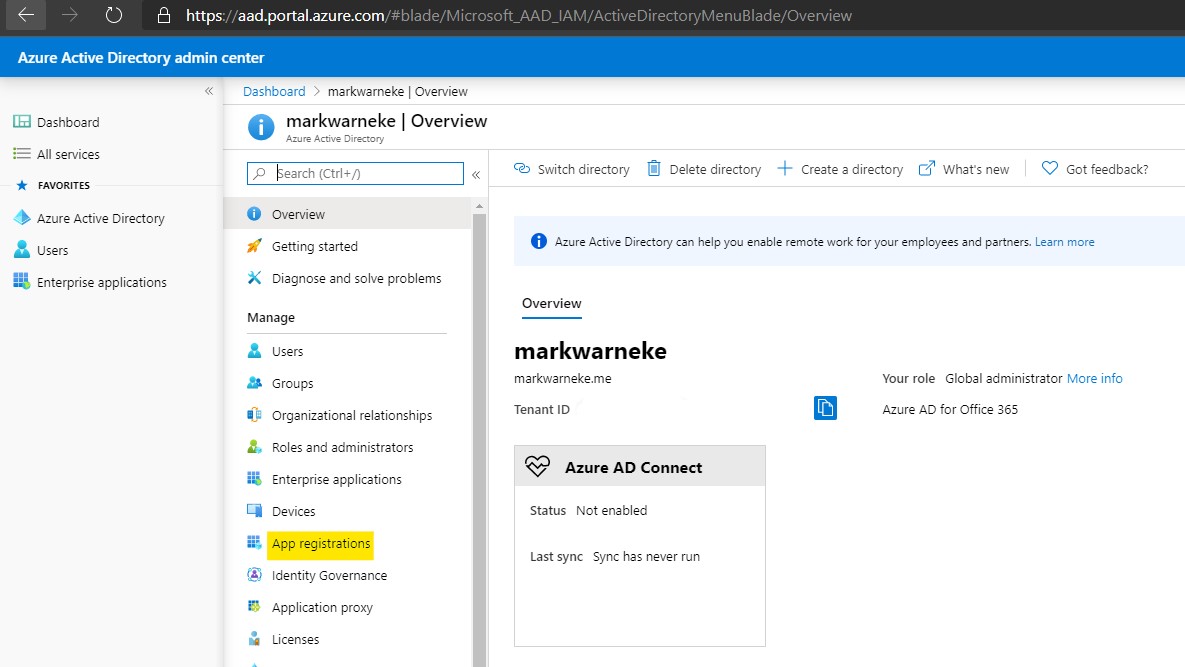 https://aad.portal.azure.com/#blade/Microsoft_AAD_IAM/ActiveDirectoryMenuBlade/Overview
Azure Active Directory admin center
«
Dashboard
All services
FAVORITES
Azure Active Directory
Users
Enterprise applications
Dashboard > markwarneke | Overview
markwarneke | Overview
Azure Active Directory
Search (Ctrl+/)
«
Overview
Getting started
Diagnose and solve problems
Manage
Users
Groups
Organizational relationships
Roles and administrators
Enterprise applications
Devices
App registrations
Identity Governance
Application proxy
Licenses
Switch directory Delete directory Create a directory What's new Got feedback?
Azure Active Directory can help you enable remote work for your employees and partners. Learn more
Overview
markwarneke
markwarneke.me
Tenant ID
Your role Global administrator More info
Azure AD for Office 365
Azure AD Connect
Status Not enabled
Last sync Sync has never run